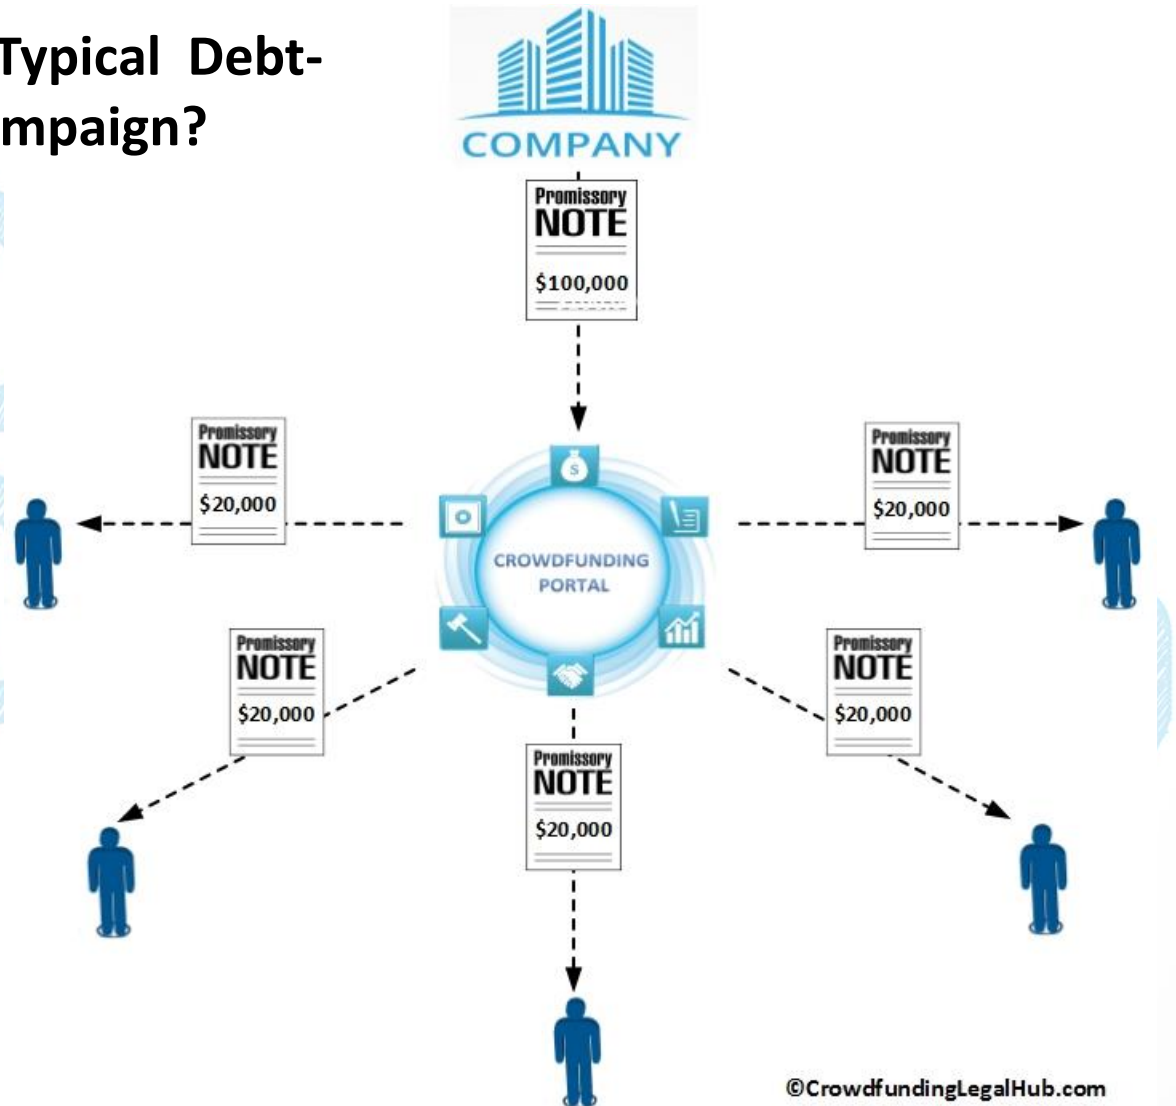 Typical Debt-
mpaign?
COMPANY
Promissory
NOTE
$100,000
Promissory
NOTE
$20,000
Promissory
NOTE
$20,000
CROWDFUNDING
PORTAL
Promissory
NOTE
$20,000
Promissory
NOTE
$20,000
Promissory
NOTE
$20,000
©CrowdfundingLegalHub.com